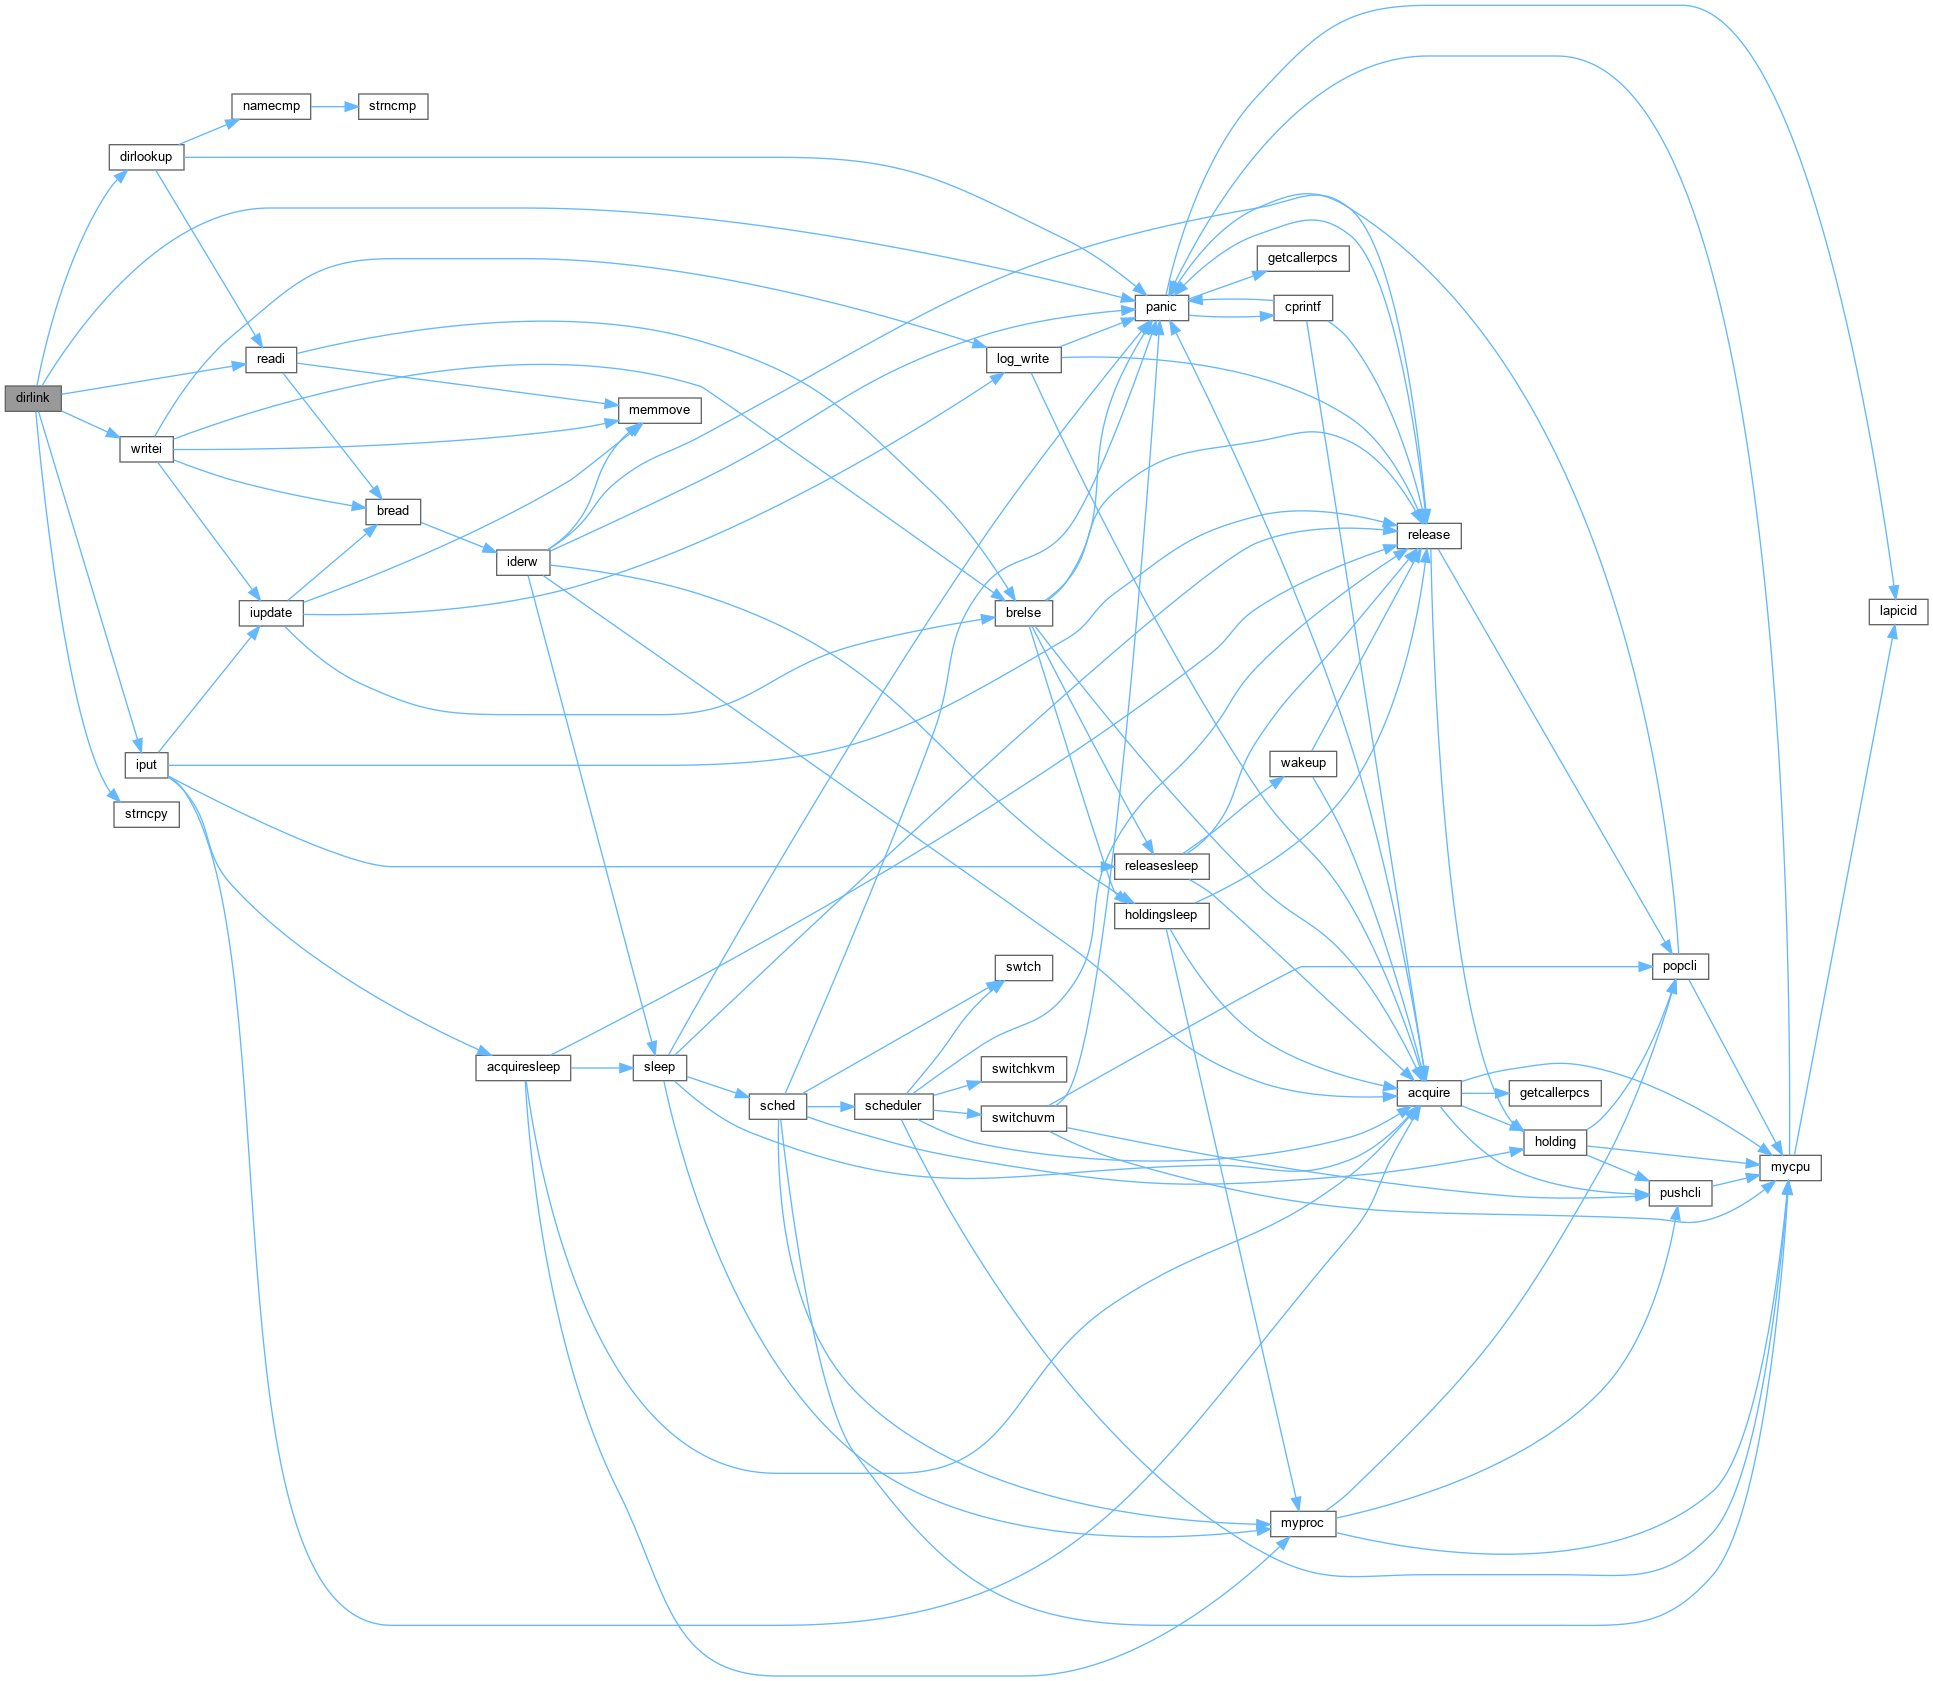 namecmp
strncmp
dirlookup
getcallerpcs
panic
cprintf
readi
log_write
dirlink
memmove
writei
bread
release
iderw
iupdate
brelse
lapicid
iput
wakeup
strncpy
releasesleep
holdingsleep
swtch
popcli
acquiresleep
sleep
switchkvm
sched
scheduler
switchuvm
acquire
getcallerpcs
holding
mycpu
pushcli
myproc